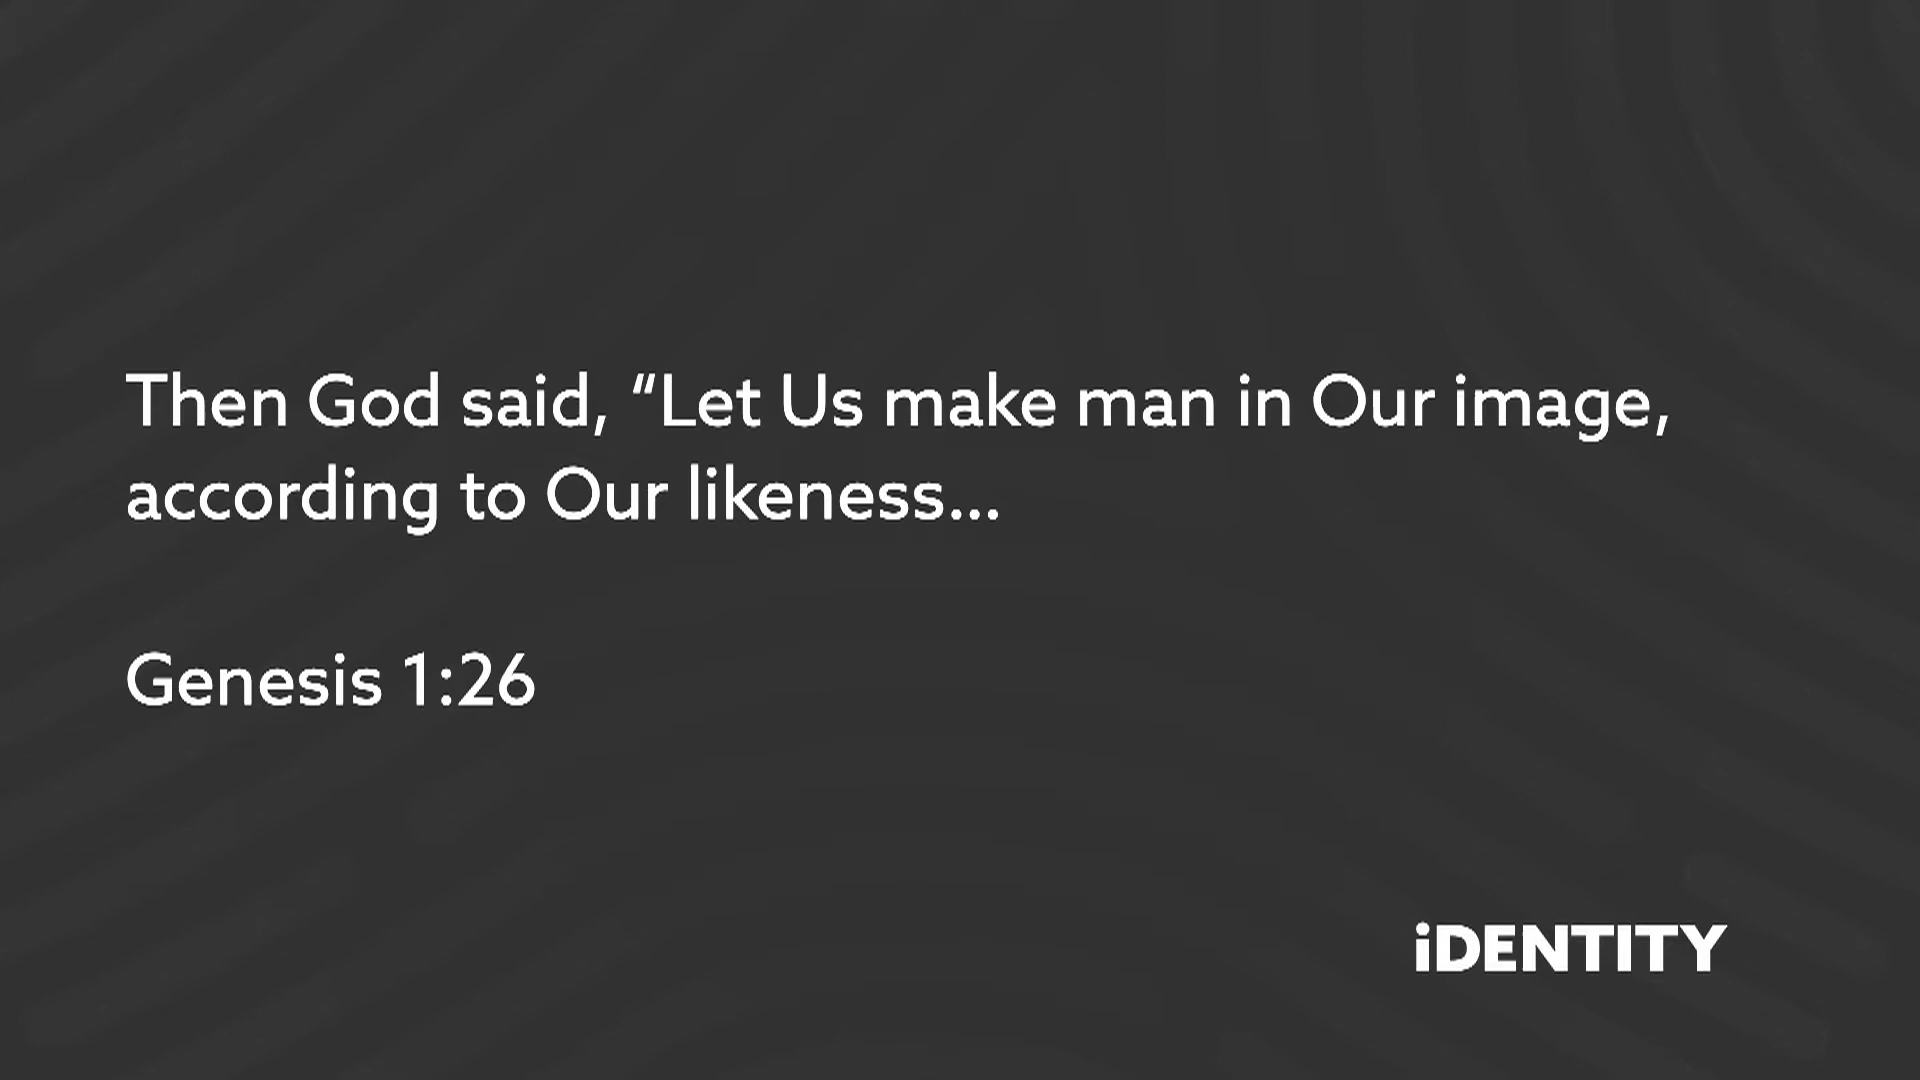 Then God said, “Let Us make man in Our image,
according to Our likeness...
Genesis 1:26
iDENTITY